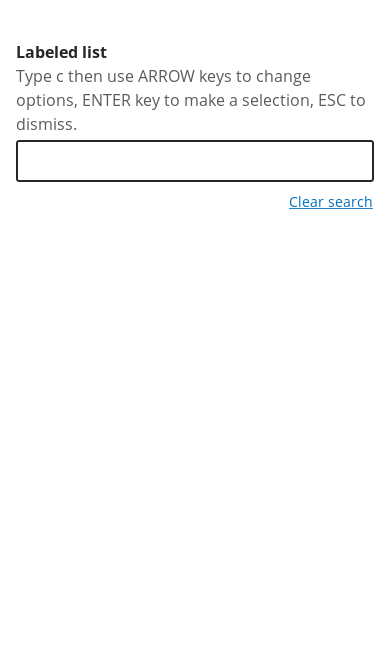 Labeled list
Type c then use ARROW keys to change
options, ENTER key to make a selection, ESC to
dismiss.
Clear search